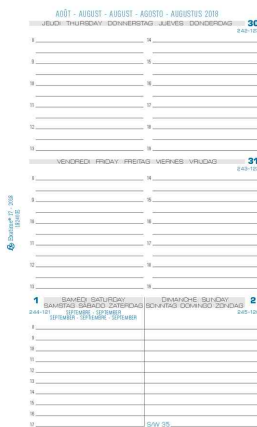 AOÛT - AUGUST - AUGUST - AGOSTO - AUGUSTUS 2018
JEUDI THURSDAY DONNERSTAG JUEVES DONDERDAG 30
242-123
8 14
9 15
10 16
11 17
12 18
13 19
VENDREDI FRIDAY FREITAG VIERNES VRIJDAG 31
243-122
8 14
9 15
10 16
11 17
12 18
13 19
1 SAMEDI SATURDAY
SAMSTAG SÁBADO ZATERDAG
244-121 SEPTEMBRE - SEPTEMBER
SEPTEMBER - SEPTIEMBRE - SEPTEMBER
DIMANCHE SUNDAY 2
SONNTAG DOMINGO ZONDAG
245-120
8
9
10
11
12
13
14
15
16
17
S/W 35
Exatime® 17 - 2018